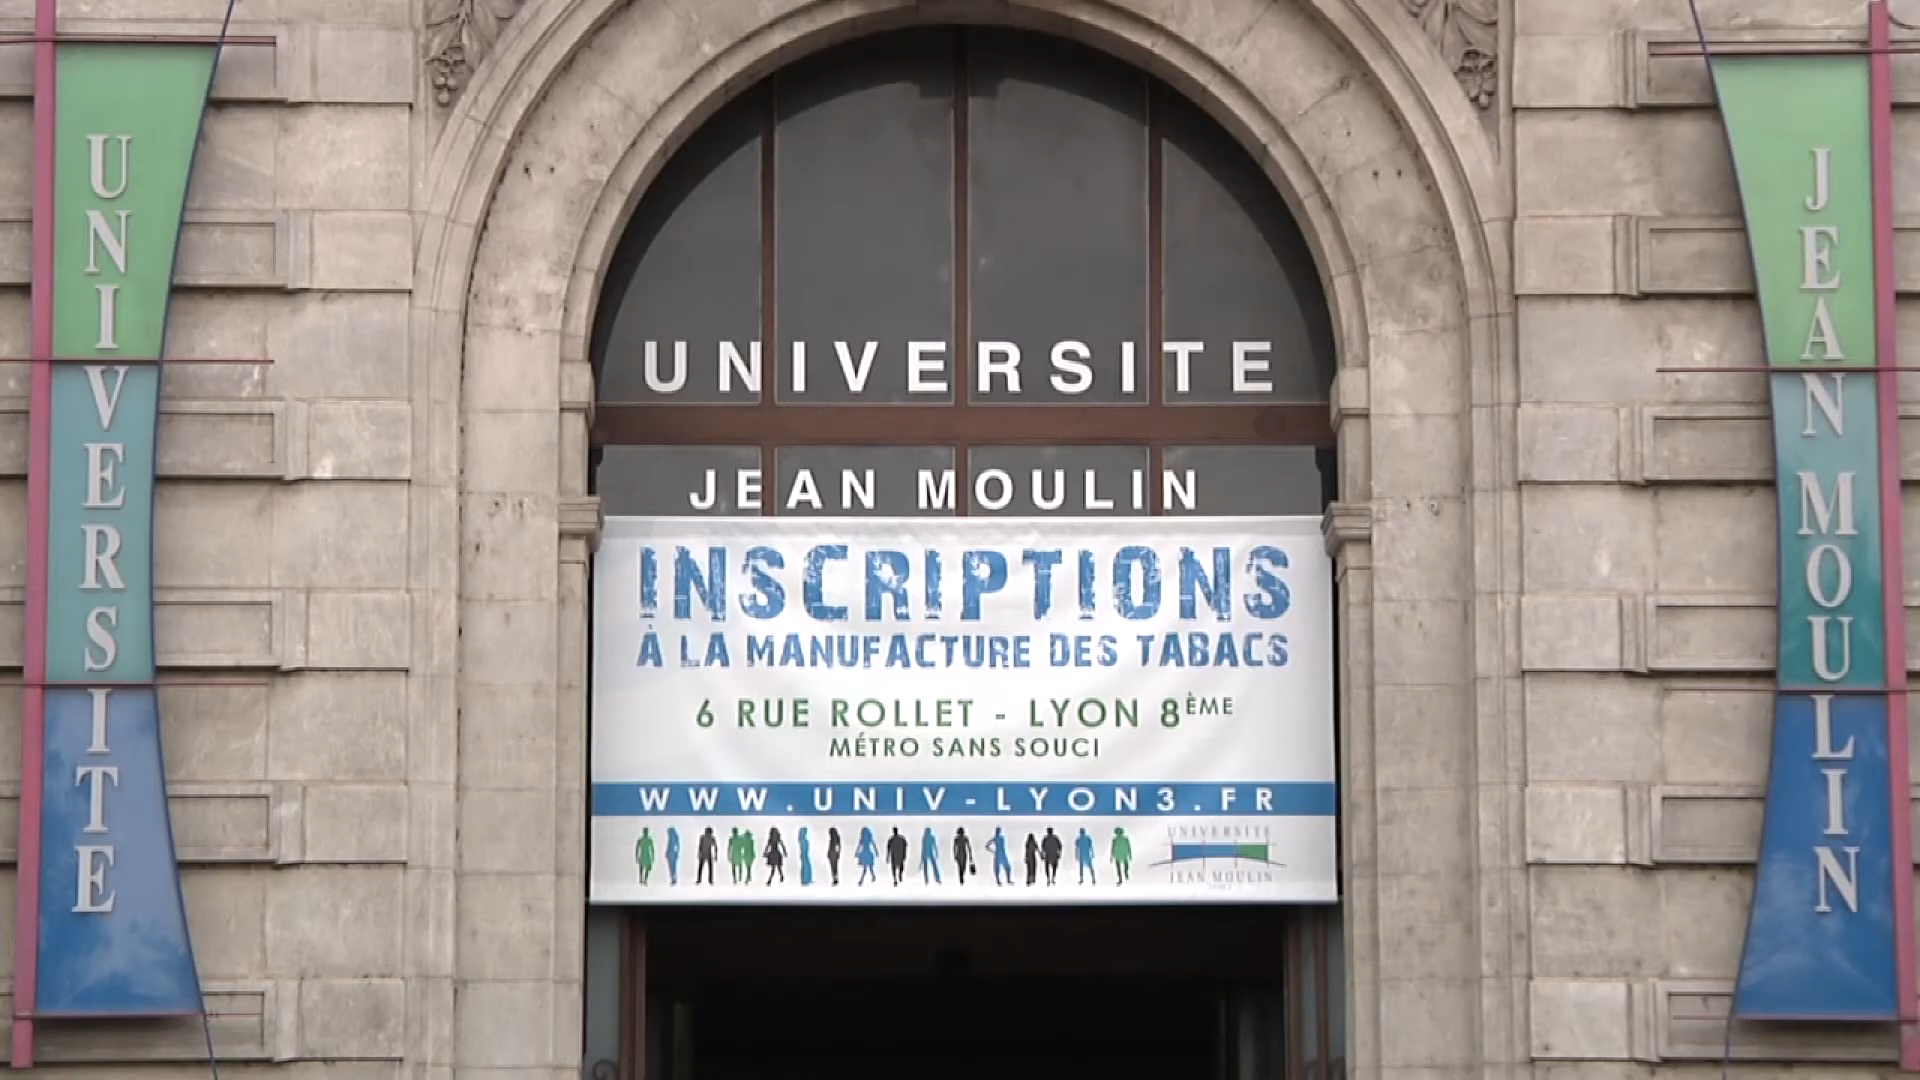 UNIVERSITE
UNIVERSITE
JEAN MOULIN
INSCRIPTIONS
À LA MANUFACTURE DES TABACS
6 RUE ROLLET - LYON 8ÈME
MÉTRO SANS SOUCI
WWW.UNIV-LYON3.FR
UNIVERSITE
JEAN MOULIN
JEAN MOULIN